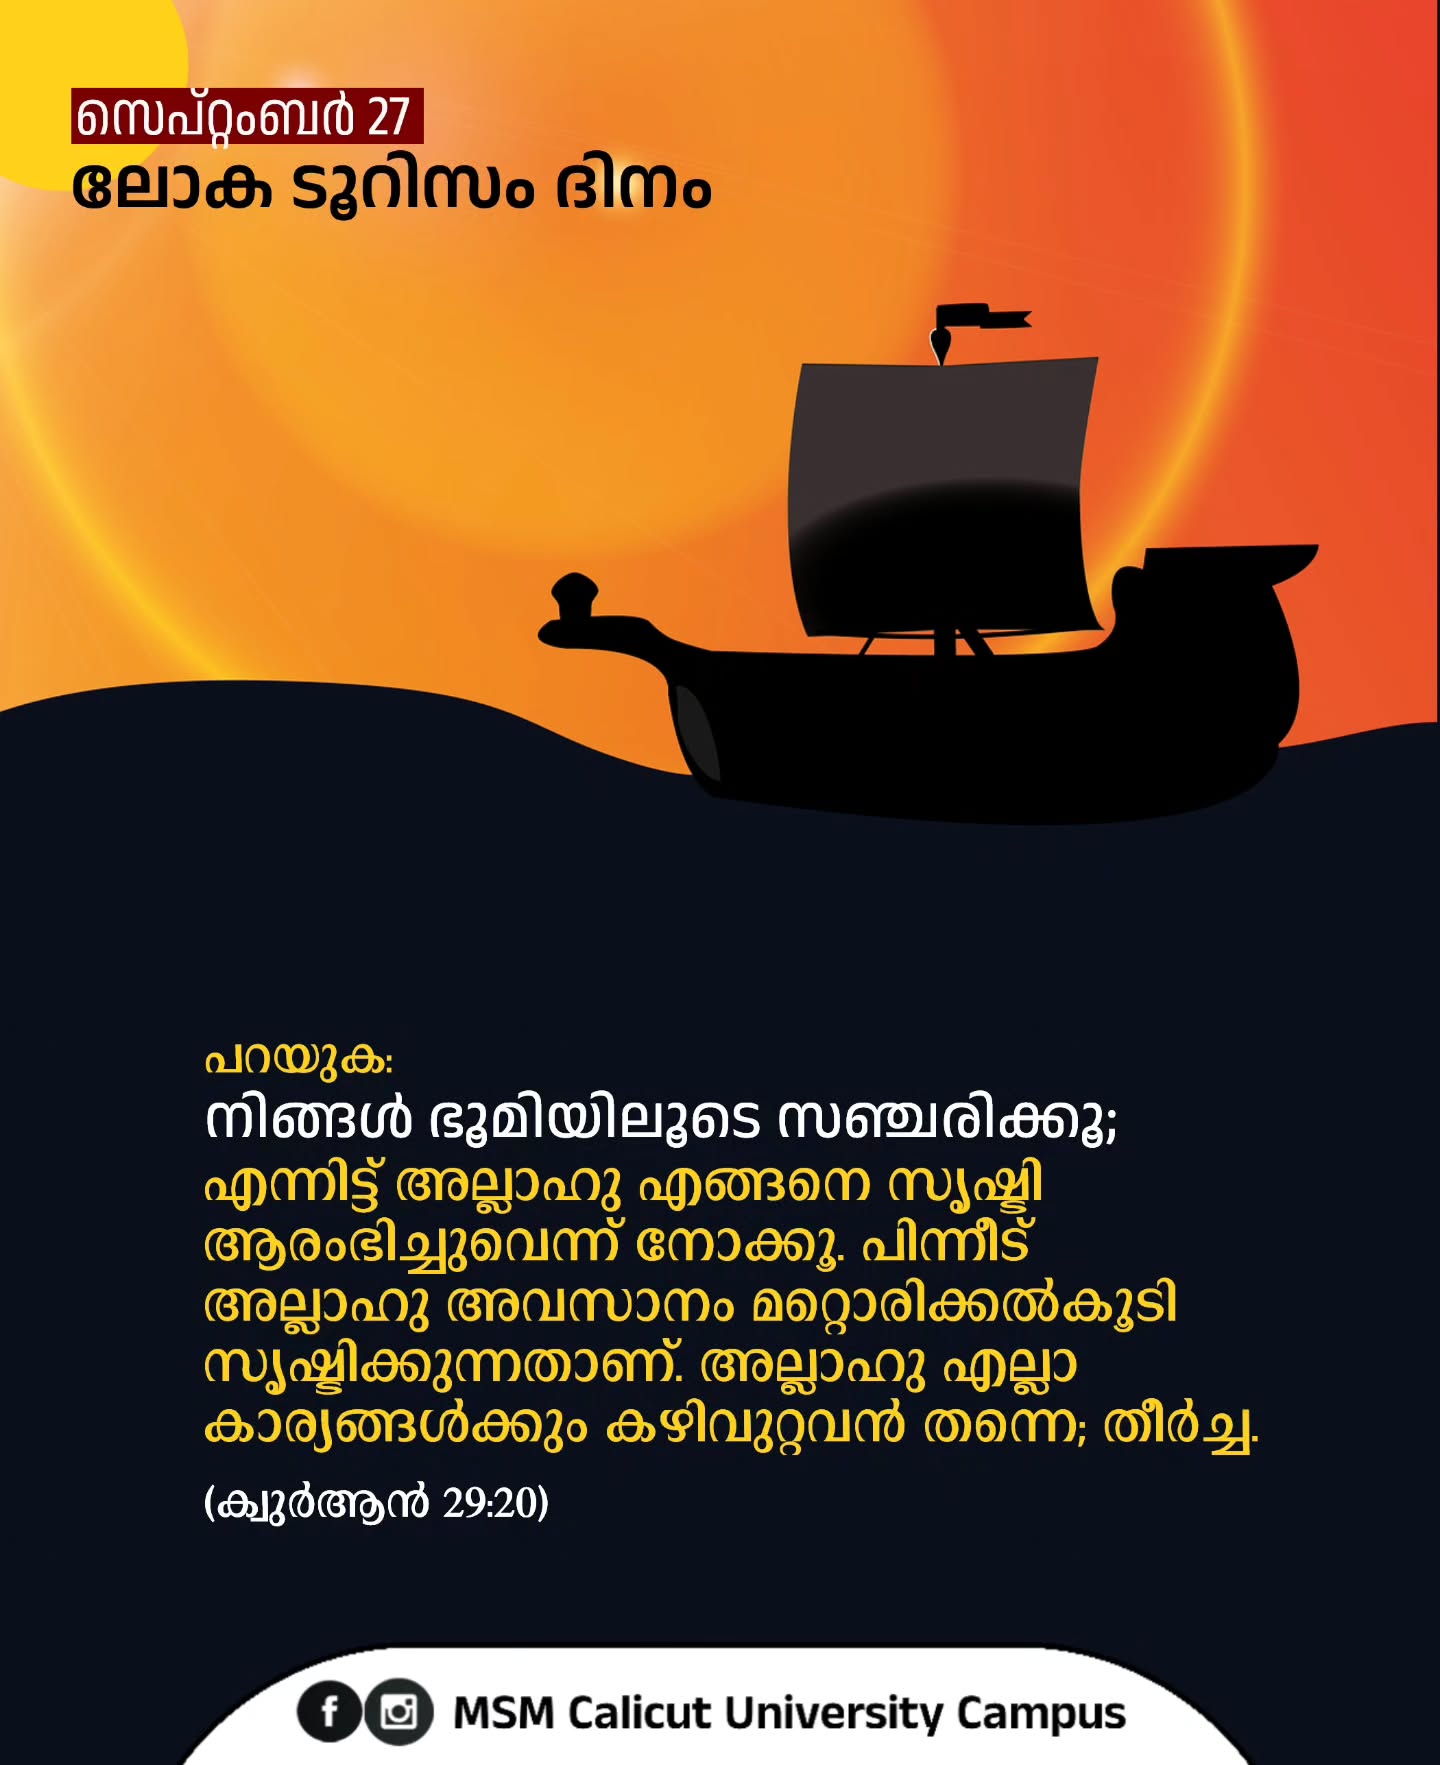 സെപ്റ്റംബർ 27
ലോക ടൂറിസം ദിനം
പറയുക:
നിങ്ങൾ ഭൂമിയിലൂടെ സഞ്ചരിക്കൂ;
എന്നിട്ട് അല്ലാഹു എങ്ങനെ സൃഷ്ടി
ആരംഭിച്ചുവെന്ന് നോക്കൂ. പിന്നീട്
അല്ലാഹു അവസാനം മറ്റൊരിക്കൽകൂടി
സൃഷ്ടിക്കുന്നതാണ്. അല്ലാഹു എല്ലാ
കാര്യങ്ങൾക്കും കഴിവുറ്റവൻ തന്നെ; തീർച്ച.
(ക്വുർആൻ 29:20)
MSM Calicut University Campus